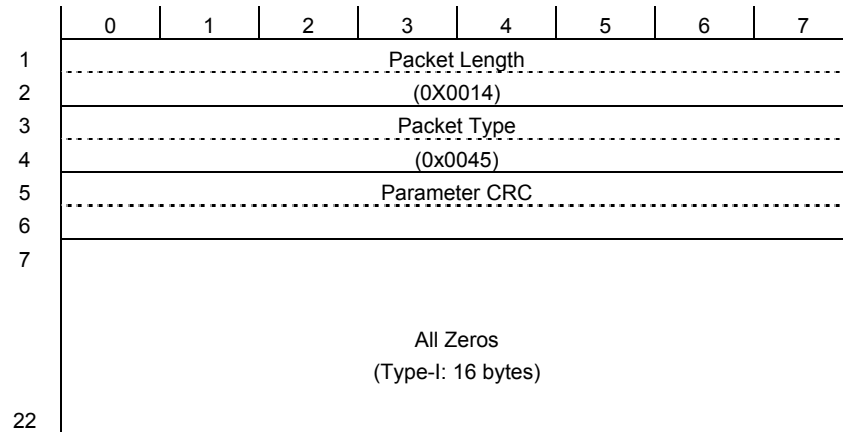 0 1 2 3 4 5 6 7
1 Packet Length
2 (0X0014)
3 Packet Type
4 (0x0045)
5 Parameter CRC
6
7
All Zeros
(Type-I: 16 bytes)
22